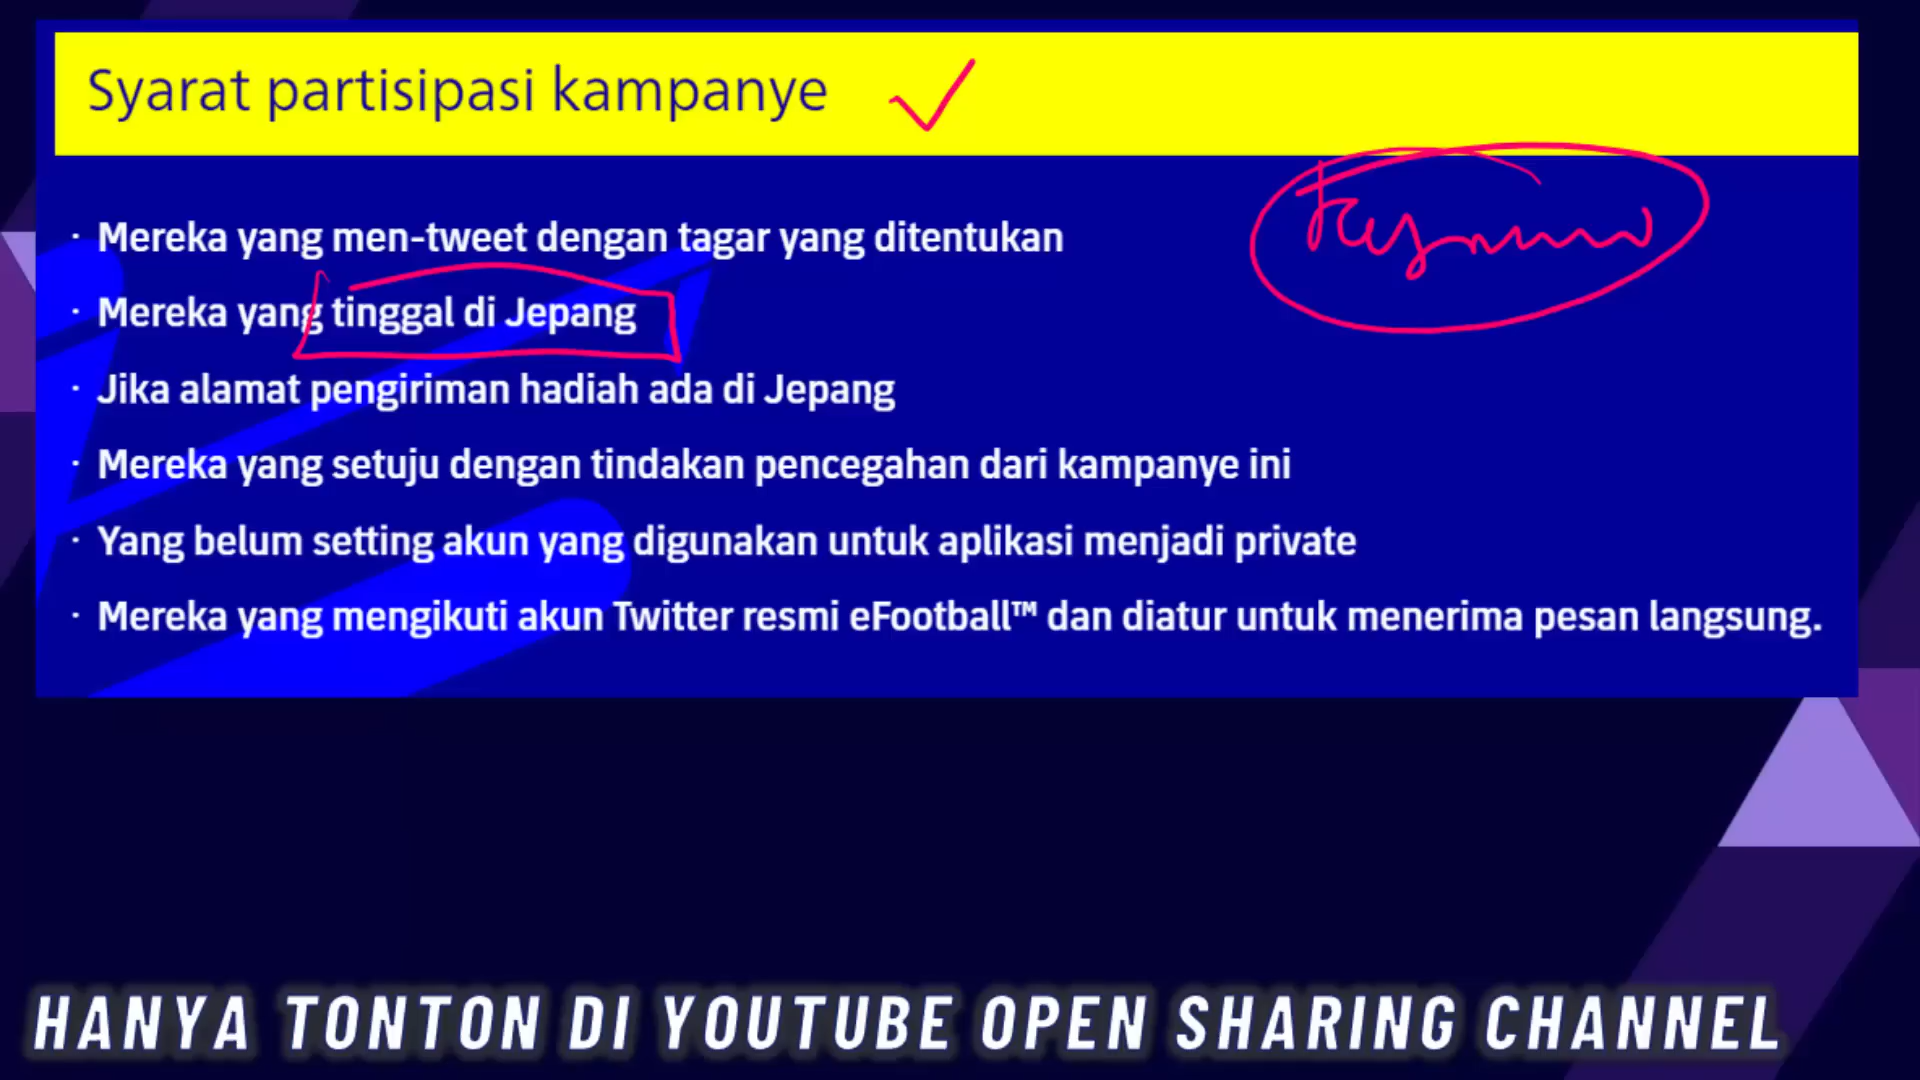 Syarat partisipasi kampanye
· Mereka yang men-tweet dengan tagar yang ditentukan
· Mereka yang tinggal di Jepang
· Jika alamat pengiriman hadiah ada di Jepang
· Mereka yang setuju dengan tindakan pencegahan dari kampanye ini
· Yang belum setting akun yang digunakan untuk aplikasi menjadi private
· Mereka yang mengikuti akun Twitter resmi eFootball™ dan diatur untuk menerima pesan langsung.
HANYA TONTON DI YOUTUBE OPEN SHARING CHANNEL